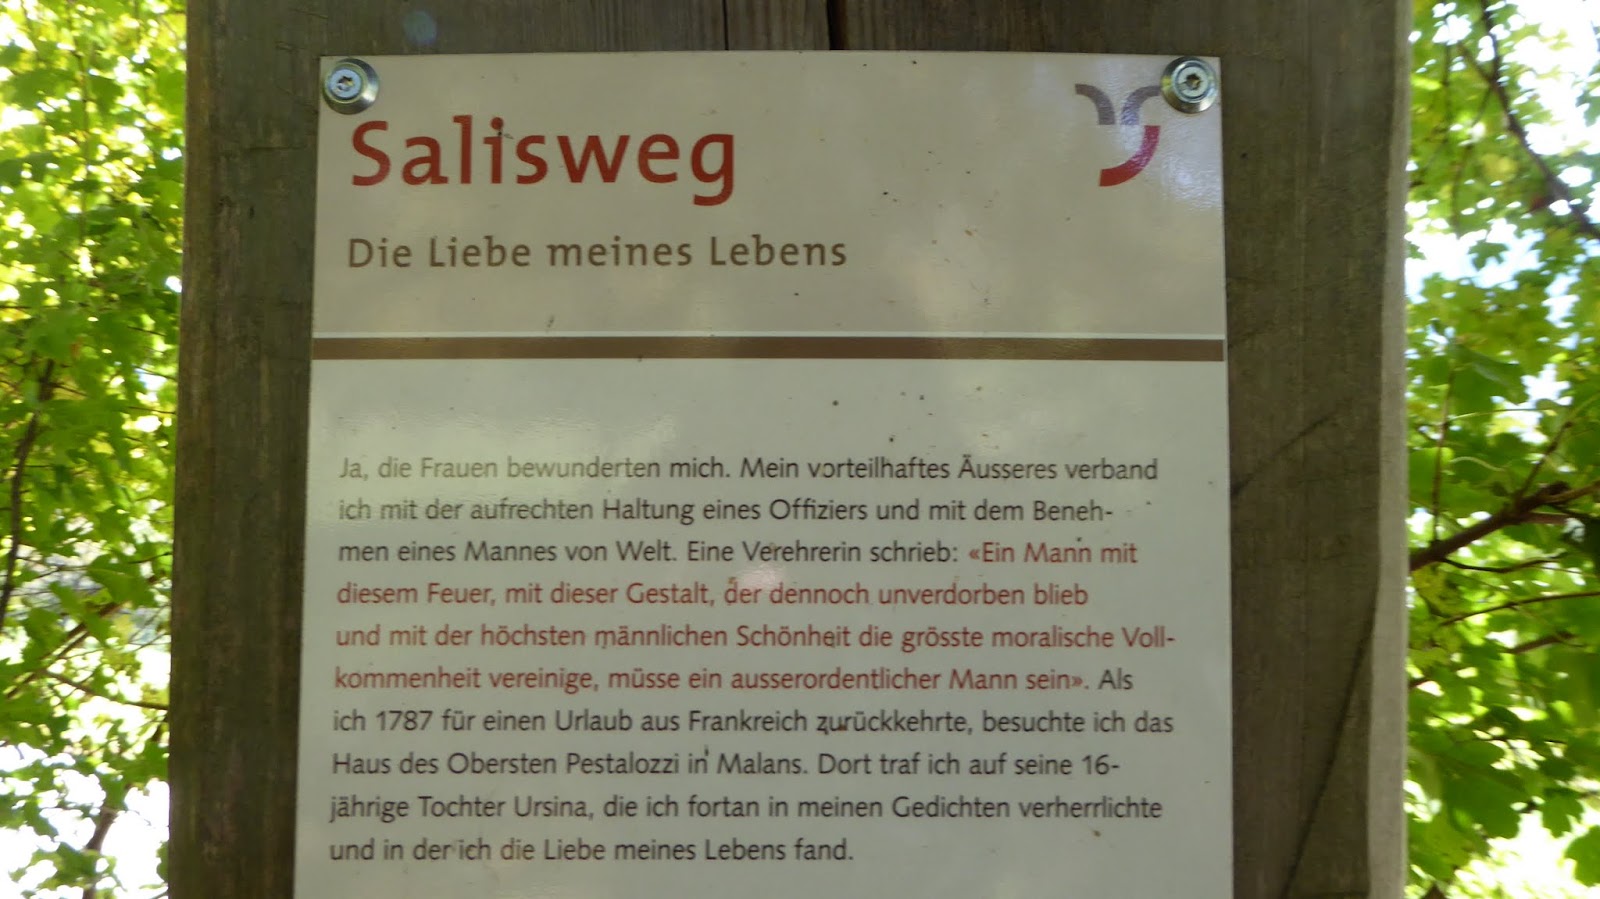 Salisweg
Die Liebe meines Lebens
Ja, die Frauen bewunderten mich. Mein vorteilhaftes Äusseres verband
ich mit der aufrechten Haltung eines Offiziers und mit dem Beneh-
men eines Mannes von Welt. Eine Verehrerin schrieb: «Ein Mann mit
diesem Feuer, mit dieser Gestalt, der dennoch unverdorben blieb
und mit der höchsten männlichen Schönheit die grösste moralische Voll-
kommenheit vereinige, müsse ein ausserordentlicher Mann sein». Als
ich 1787 für einen Urlaub aus Frankreich zurückkehrte, besuchte ich das
Haus des Obersten Pestalozzi in Malans. Dort traf ich auf seine 16-
jährige Tochter Ursina, die ich fortan in meinen Gedichten verherrlichte
und in der ich die Liebe meines Lebens fand.